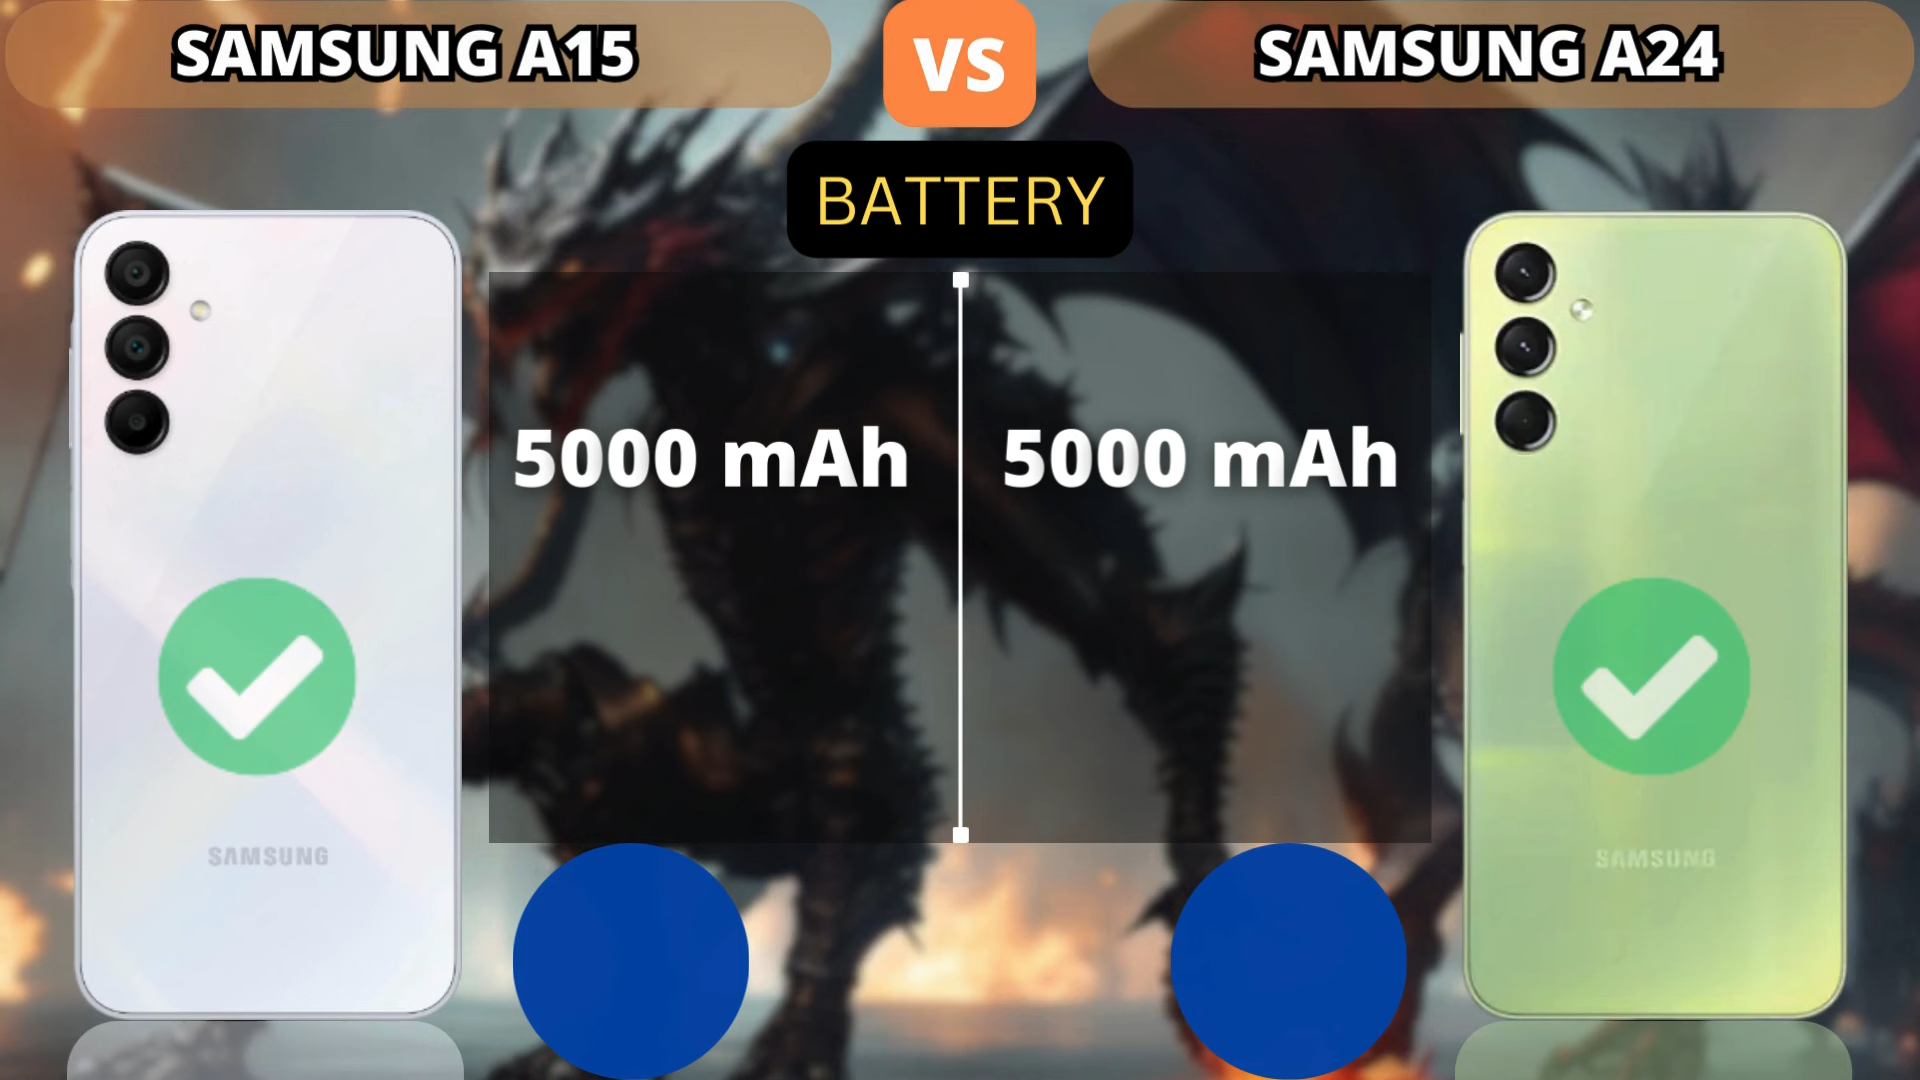 SAMSUNG A15
VS
SAMSUNG A24
BATTERY
5000 mAh
5000 mAh
SAMSUNG
SAMSUNG